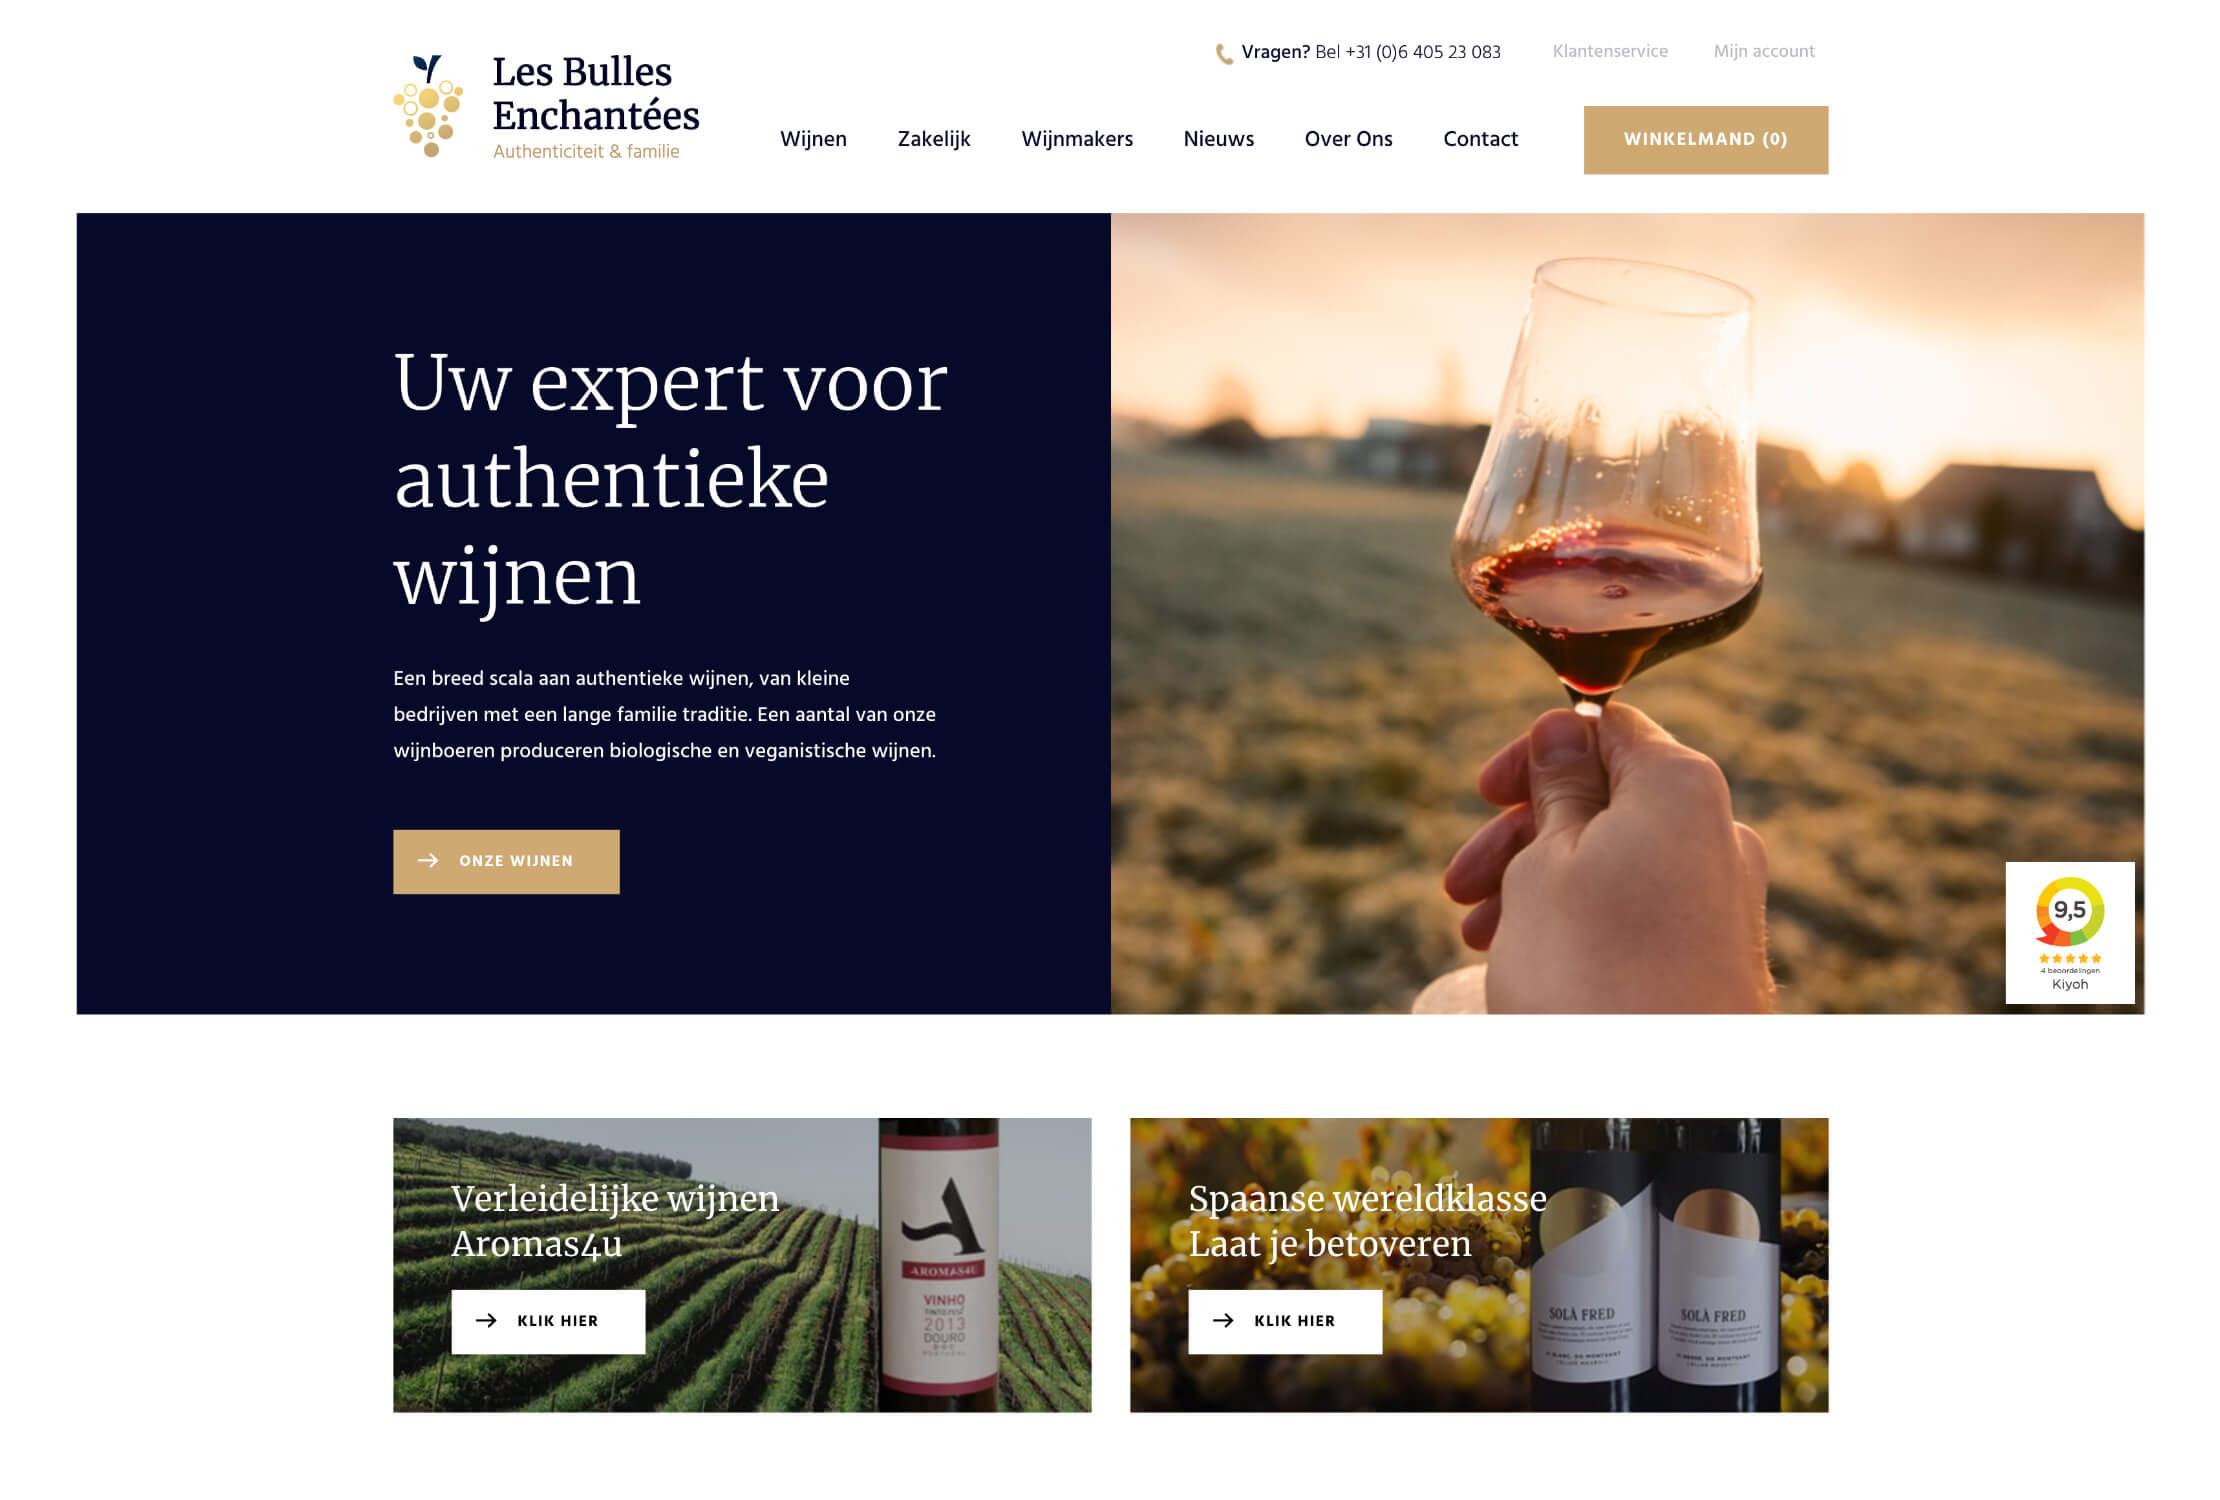 Les Bulles
Enchantées
Authenticiteit & familie
Vragen? Bel +31 (0)6 405 23 083
Klantenservice
Mijn account
Wijnen
Zakelijk
Wijnmakers
Nieuws
Over Ons
Contact
WINKELMAND (0)
Uw expert voor
authentieke
wijnen
Een breed scala aan authentieke wijnen, van kleine
bedrijven met een lange familie traditie. Een aantal van onze
wijnboeren produceren biologische en veganistische wijnen.
ONZE WIJNEN
9,5
4 beoordelingen
Kiyoh
Verleidelijke wijnen
Aromas4u
KLIK HIER
A
AROMAS4U
VINHO
TINTO
2013
DOURO
PORTUGAL
Spaanse wereldklasse
Laat je betoveren
KLIK HIER
SOLÀ FRED
SOLÀ FRED